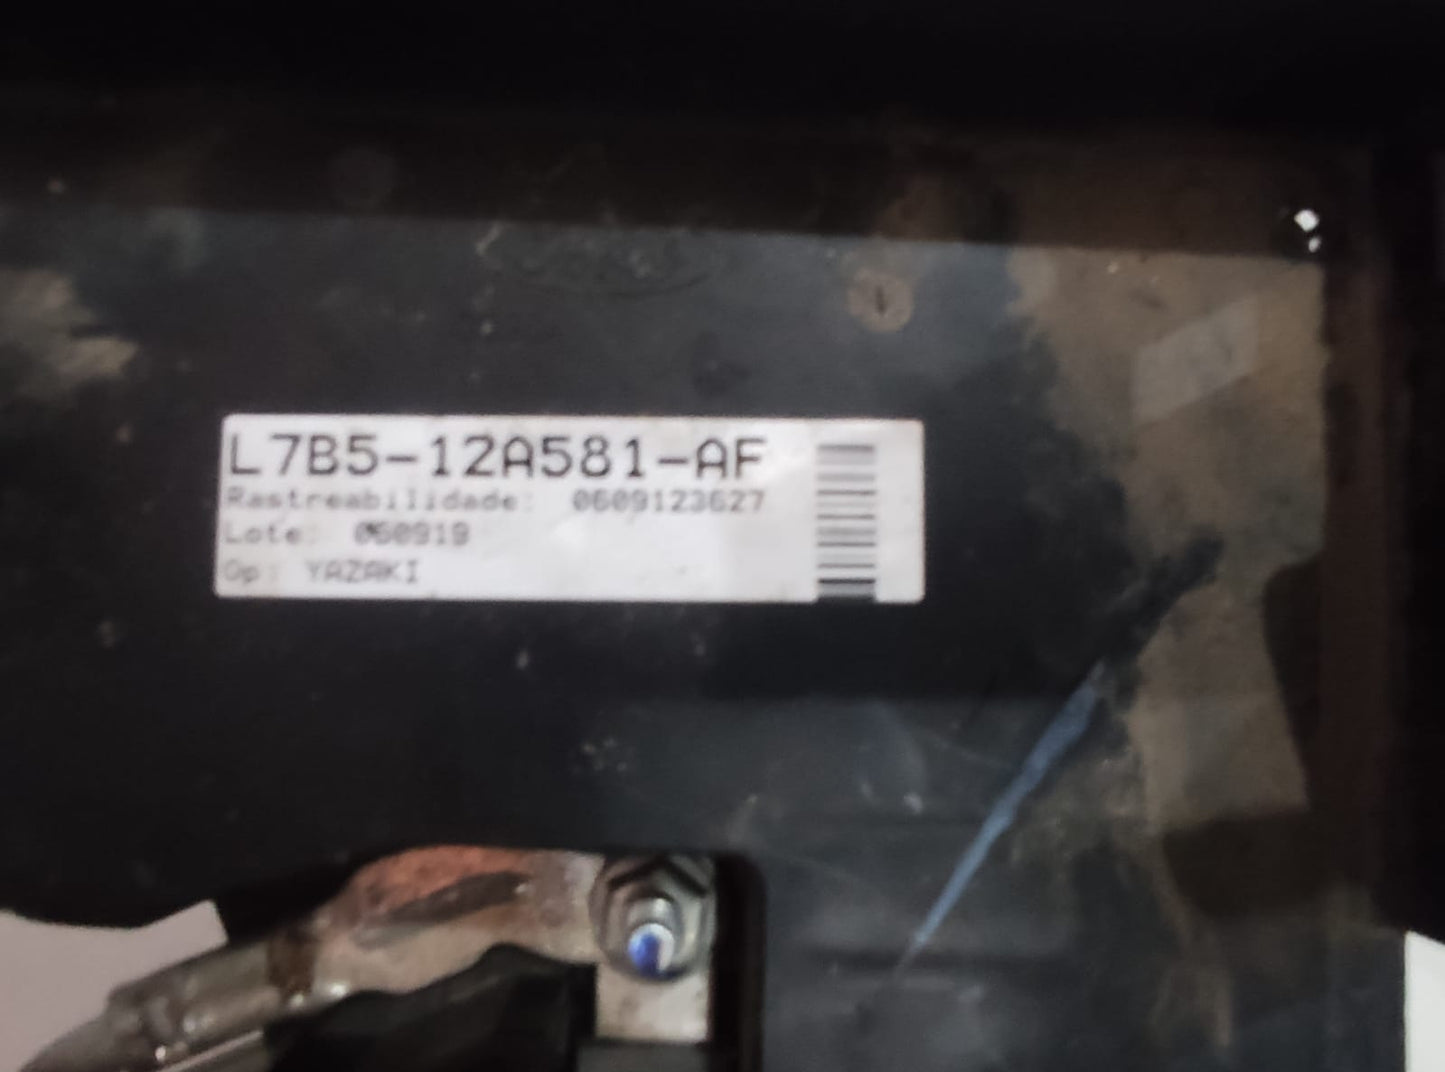 L7B5-12A581-AF
Rastreabilidade: 0609123627
Lote: 060919
Op: YAZAKI